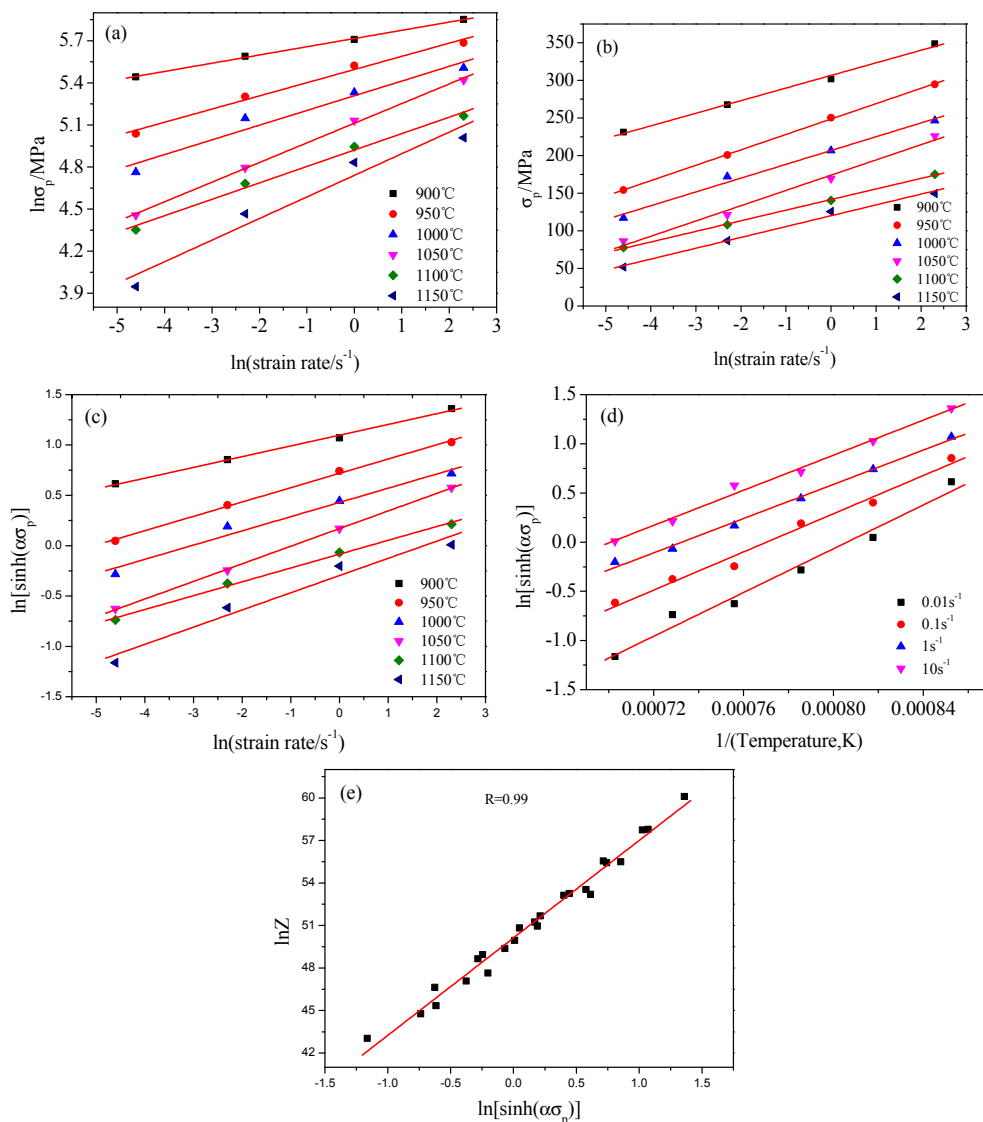 (a)
lnσp/MPa
5.7
5.4
5.1
4.8
4.5
4.2
3.9
-5 -4 -3 -2 -1 0 1 2 3
ln(strain rate/s-1)
900℃
950℃
1000℃
1050℃
1100℃
1150℃
(b)
σp/MPa
350
300
250
200
150
100
50
0
-5 -4 -3 -2 -1 0 1 2 3
ln(strain rate/s-1)
900℃
950℃
1000℃
1050℃
1100℃
1150℃
(c)
ln[sinh(ασp)]
1.5
1.0
0.5
0.0
-0.5
-1.0
-1.5
-5 -4 -3 -2 -1 0 1 2 3
ln(strain rate/s-1)
900℃
950℃
1000℃
1050℃
1100℃
1150℃
(d)
ln[sinh(ασp)]
1.5
1.0
0.5
0.0
-0.5
-1.0
-1.5
0.00072 0.00076 0.00080 0.00084
1/(Temperature,K)
0.01s-1
0.1s-1
1s-1
10s-1
(e)
R=0.99
lnZ
60
57
54
51
48
45
42
-1.5 -1.0 -0.5 0.0 0.5 1.0 1.5
ln[sinh(ασp)]